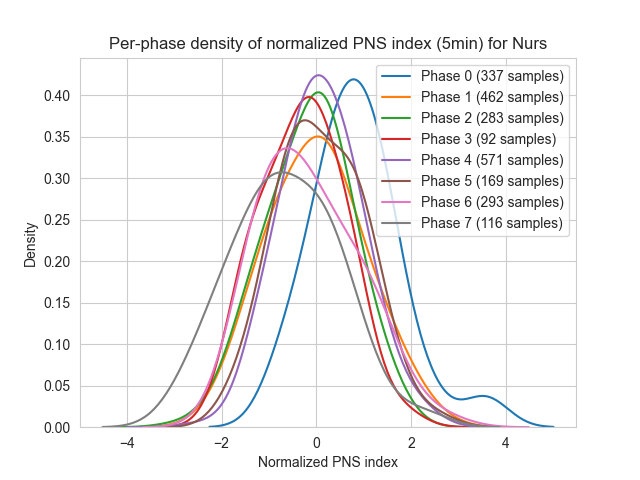 Per-phase density of normalized PNS index (5min) for Nurs
Density
0.40
0.35
0.30
0.25
0.20
0.15
0.10
0.05
0.00
Phase 0 (337 samples)
Phase 1 (462 samples)
Phase 2 (283 samples)
Phase 3 (92 samples)
Phase 4 (571 samples)
Phase 5 (169 samples)
Phase 6 (293 samples)
Phase 7 (116 samples)
−4 −2 0 2 4
Normalized PNS index